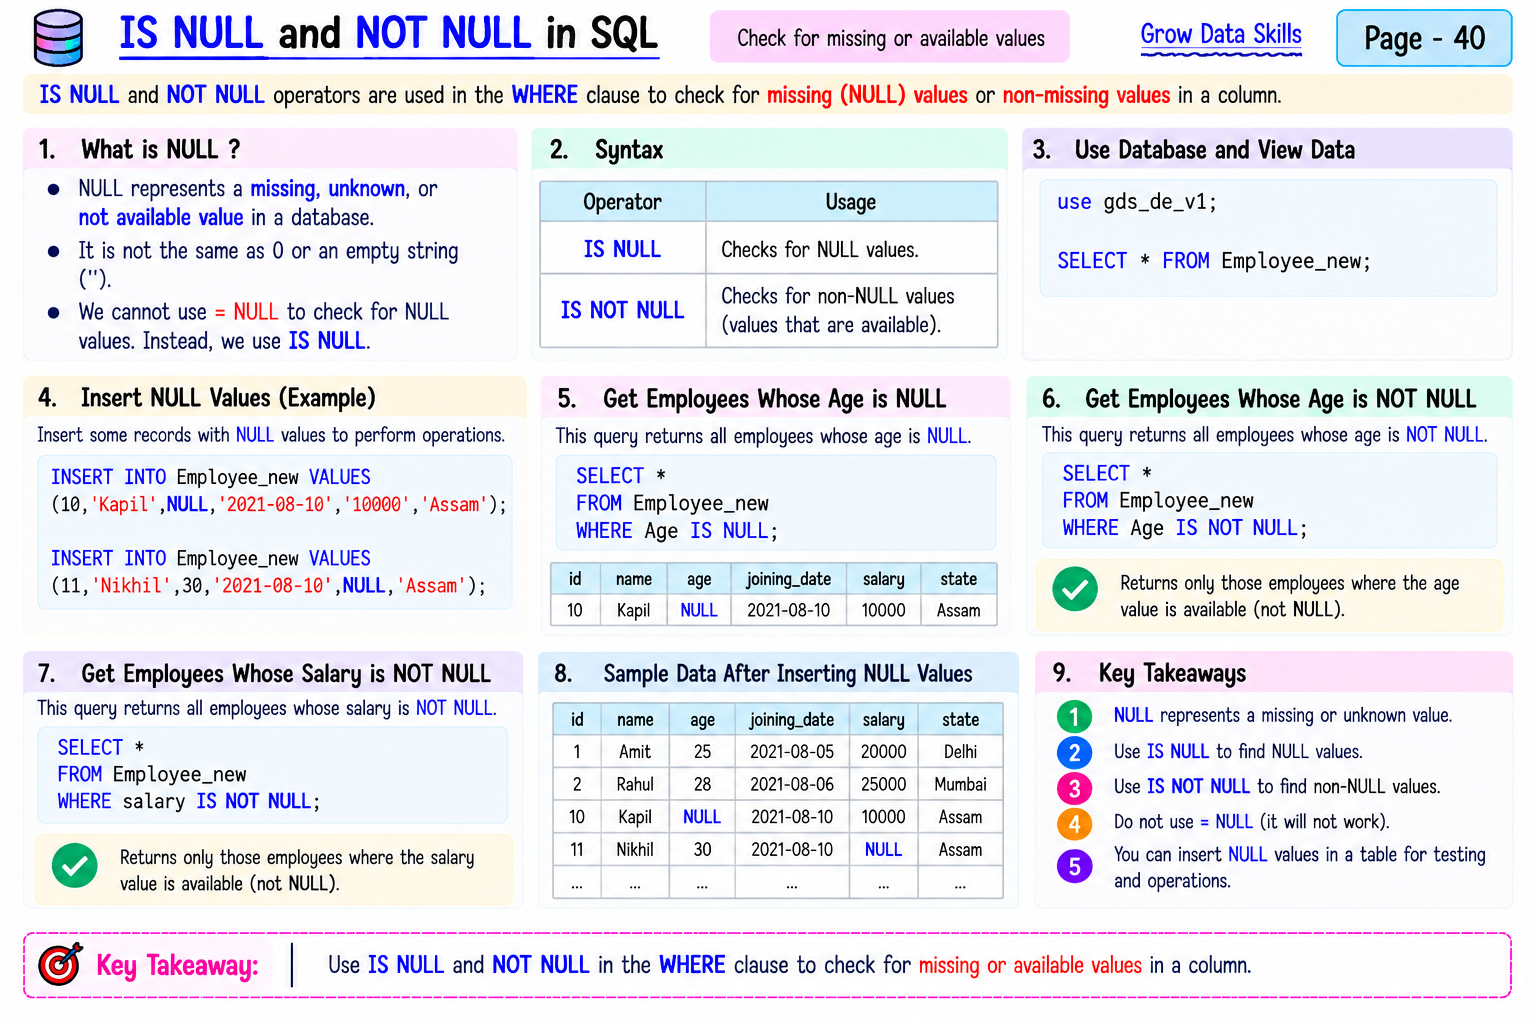 IS NULL and NOT NULL in SQL
Check for missing or available values
Grow Data Skills
Page - 40
IS NULL and NOT NULL operators are used in the WHERE clause to check for missing (NULL) values or non-missing values in a column.
1. What is NULL ?
● NULL represents a missing, unknown, or
not available value in a database.
● It is not the same as 0 or an empty string
('').
● We cannot use = NULL to check for NULL
values. Instead, we use IS NULL.
2. Syntax
Operator Usage
IS NULL Checks for NULL values.
IS NOT NULL Checks for non-NULL values
(values that are available).
3. Use Database and View Data
use gds_de_v1;
SELECT * FROM Employee_new;
4. Insert NULL Values (Example)
Insert some records with NULL values to perform operations.
INSERT INTO Employee_new VALUES
(10,'Kapil',NULL,'2021-08-10','10000','Assam');
INSERT INTO Employee_new VALUES
(11,'Nikhil',30,'2021-08-10',NULL,'Assam');
5. Get Employees Whose Age is NULL
This query returns all employees whose age is NULL.
SELECT *
FROM Employee_new
WHERE Age IS NULL;
id name age joining_date salary state
10 Kapil NULL 2021-08-10 10000 Assam
6. Get Employees Whose Age is NOT NULL
This query returns all employees whose age is NOT NULL.
SELECT *
FROM Employee_new
WHERE Age IS NOT NULL;
Returns only those employees where the age
value is available (not NULL).
7. Get Employees Whose Salary is NOT NULL
This query returns all employees whose salary is NOT NULL.
SELECT *
FROM Employee_new
WHERE salary IS NOT NULL;
Returns only those employees where the salary
value is available (not NULL).
8. Sample Data After Inserting NULL Values
id name age joining_date salary state
1 Amit 25 2021-08-05 20000 Delhi
2 Rahul 28 2021-08-06 25000 Mumbai
10 Kapil NULL 2021-08-10 10000 Assam
11 Nikhil 30 2021-08-10 NULL Assam
... ... ... ... ... ...
9. Key Takeaways
1 NULL represents a missing or unknown value.
2 Use IS NULL to find NULL values.
3 Use IS NOT NULL to find non-NULL values.
4 Do not use = NULL (it will not work).
5 You can insert NULL values in a table for testing
and operations.
Key Takeaway:
Use IS NULL and NOT NULL in the WHERE clause to check for missing or available values in a column.